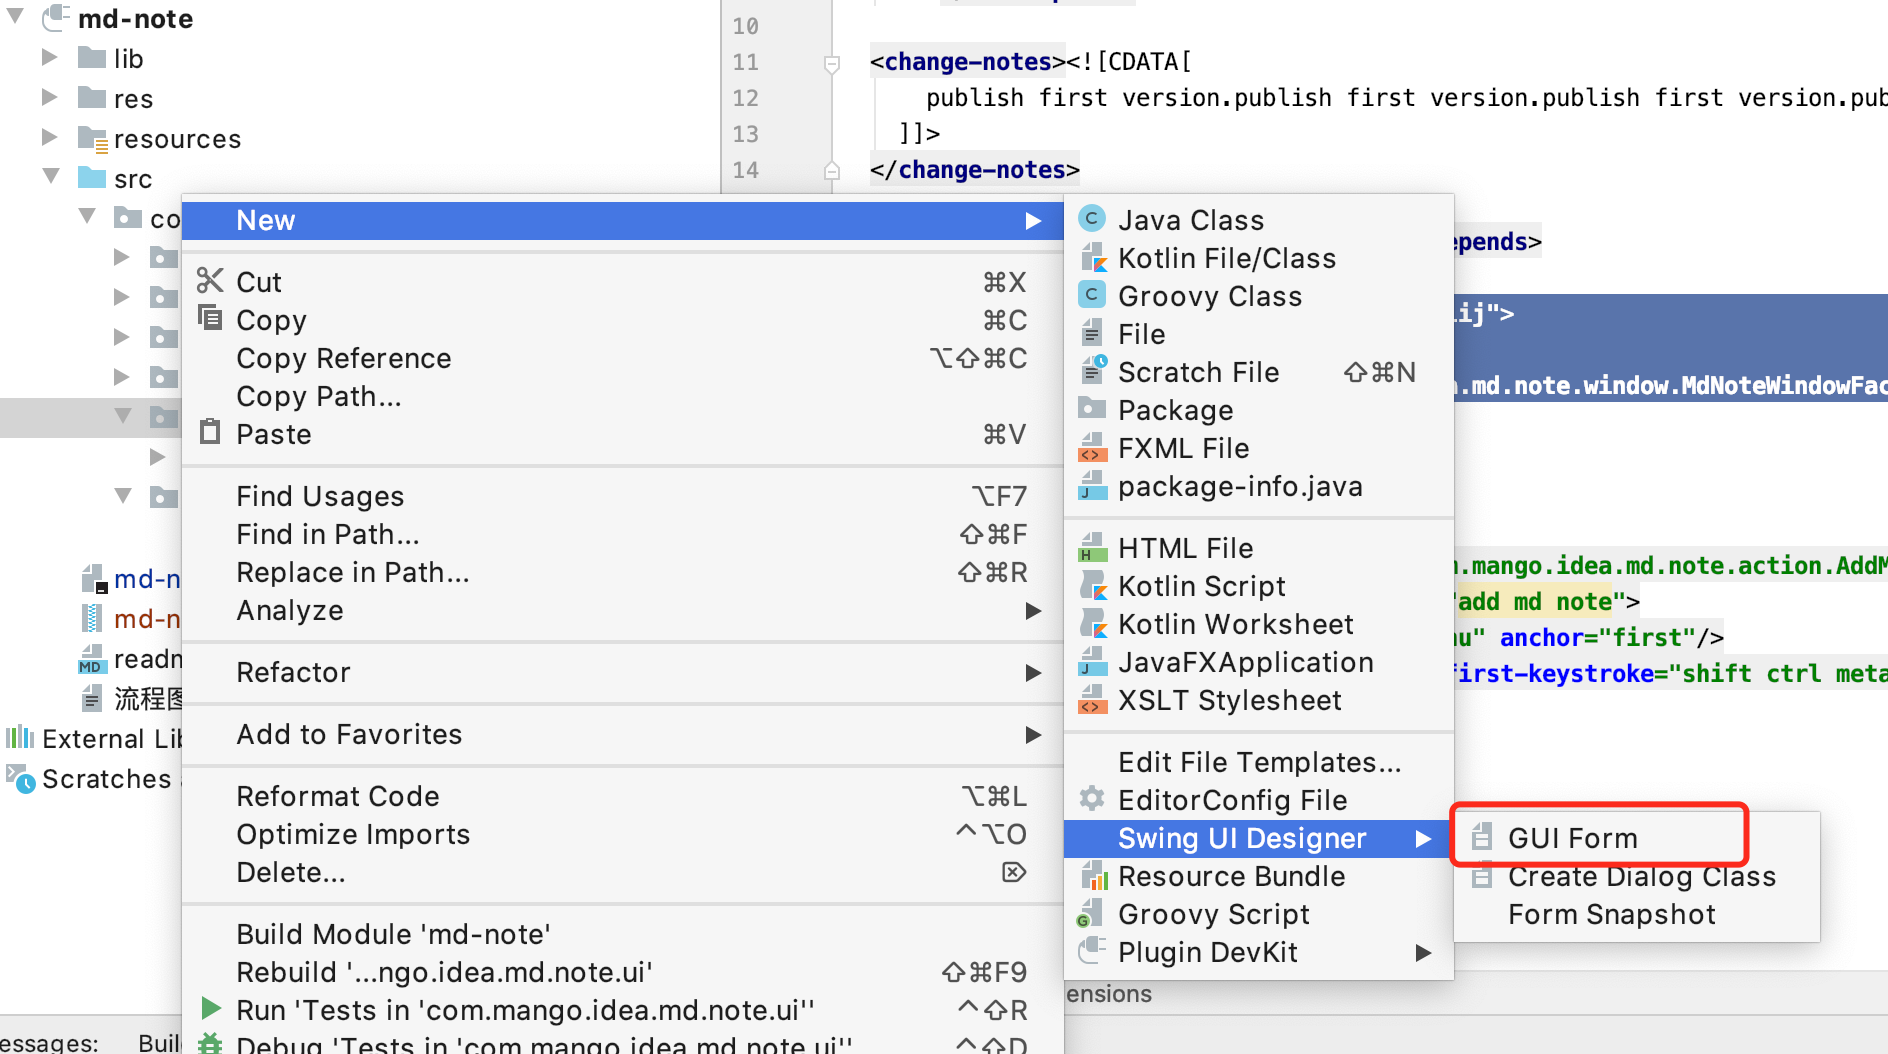 md-note
lib
res
resources
src
co
md-n
md-n
readn
流程图
External Lib
Scratches
essages:
Buil
10
11
12
13
14
<change-notes><![CDATA[
publish first version.publish first version.publish first version.pub
]]>
</change-notes>
epends>
ij">
.md.note.window.MdNoteWindowFac
.mango.idea.md.note.action.AddM
"add md note">
nu" anchor="first"/>
first-keystroke="shift ctrl meta
ensions
New
Cut ⌘X
Copy ⌘C
Copy Reference ⌥⇧⌘C
Copy Path...
Paste ⌘V
Find Usages ⌥F7
Find in Path... ⇧⌘F
Replace in Path... ⇧⌘R
Analyze
Refactor
Add to Favorites
Reformat Code ⌥⌘L
Optimize Imports ^⌥O
Delete... ⌦
Build Module 'md-note'
Rebuild '...ngo.idea.md.note.ui' ⇧⌘F9
Run 'Tests in 'com.mango.idea.md.note.ui'' ^⇧R
Debug 'Tests in 'com.mango.idea.md.note.ui'' ^⇧D
Java Class
Kotlin File/Class
Groovy Class
File
Scratch File ⇧⌘N
Package
FXML File
package-info.java
HTML File
Kotlin Script
Kotlin Worksheet
JavaFXApplication
XSLT Stylesheet
Edit File Templates...
EditorConfig File
Swing UI Designer
Resource Bundle
Groovy Script
Plugin DevKit
GUI Form
Create Dialog Class
Form Snapshot